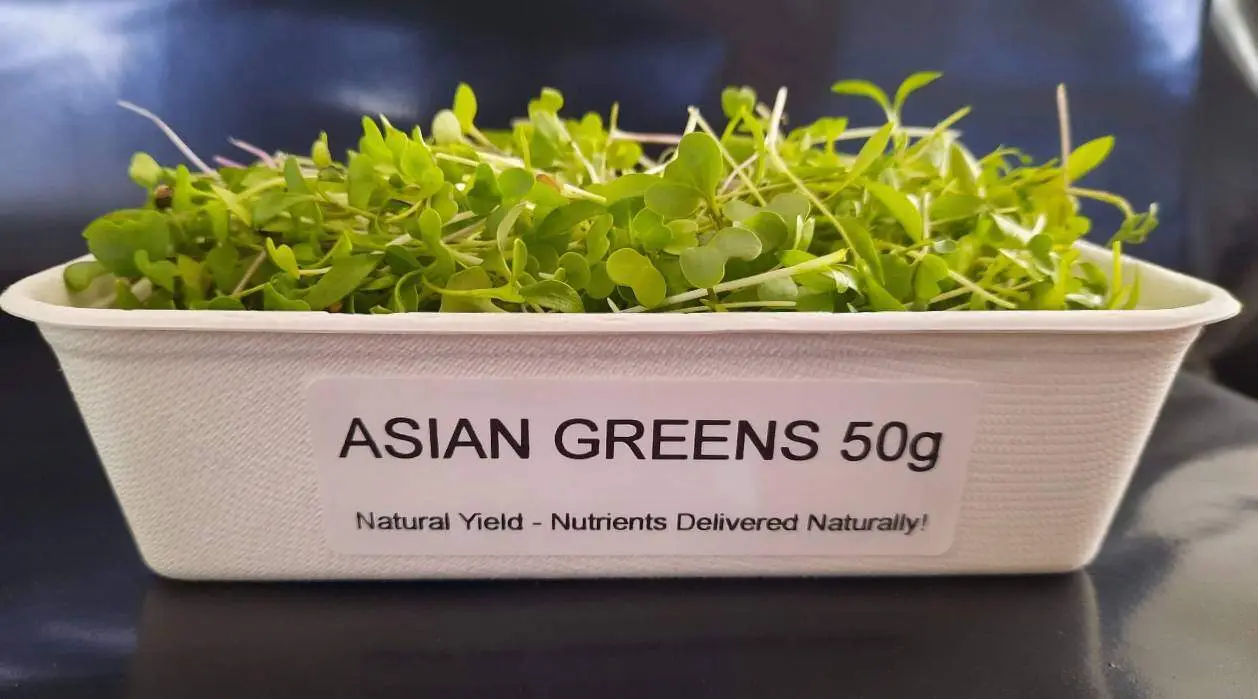 ASIAN GREENS 50g
Natural Yield - Nutrients Delivered Naturally!